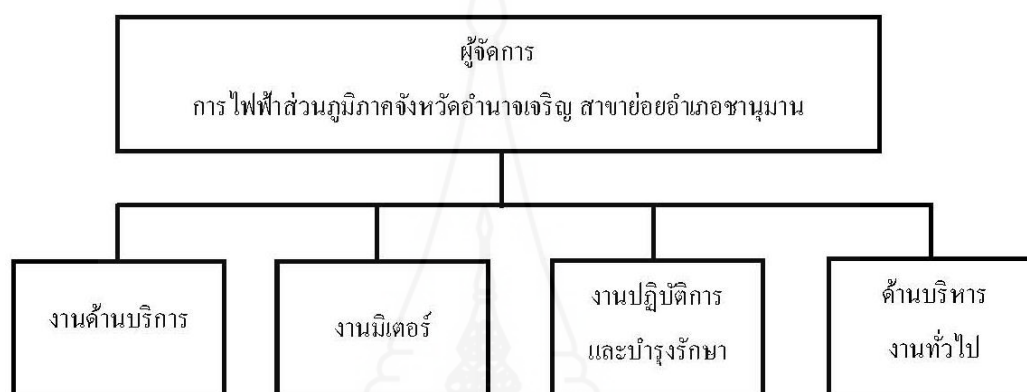 ผู้จัดการ
การไฟฟ้าส่วนภูมิภาคจังหวัดอำนาจเจริญ สาขาย่อยอำเภอชานุมาน
งานด้านบริการ
งานมิเตอร์
งานปฏิบัติการ
และบำรุงรักษา
ด้านบริหาร
งานทั่วไป